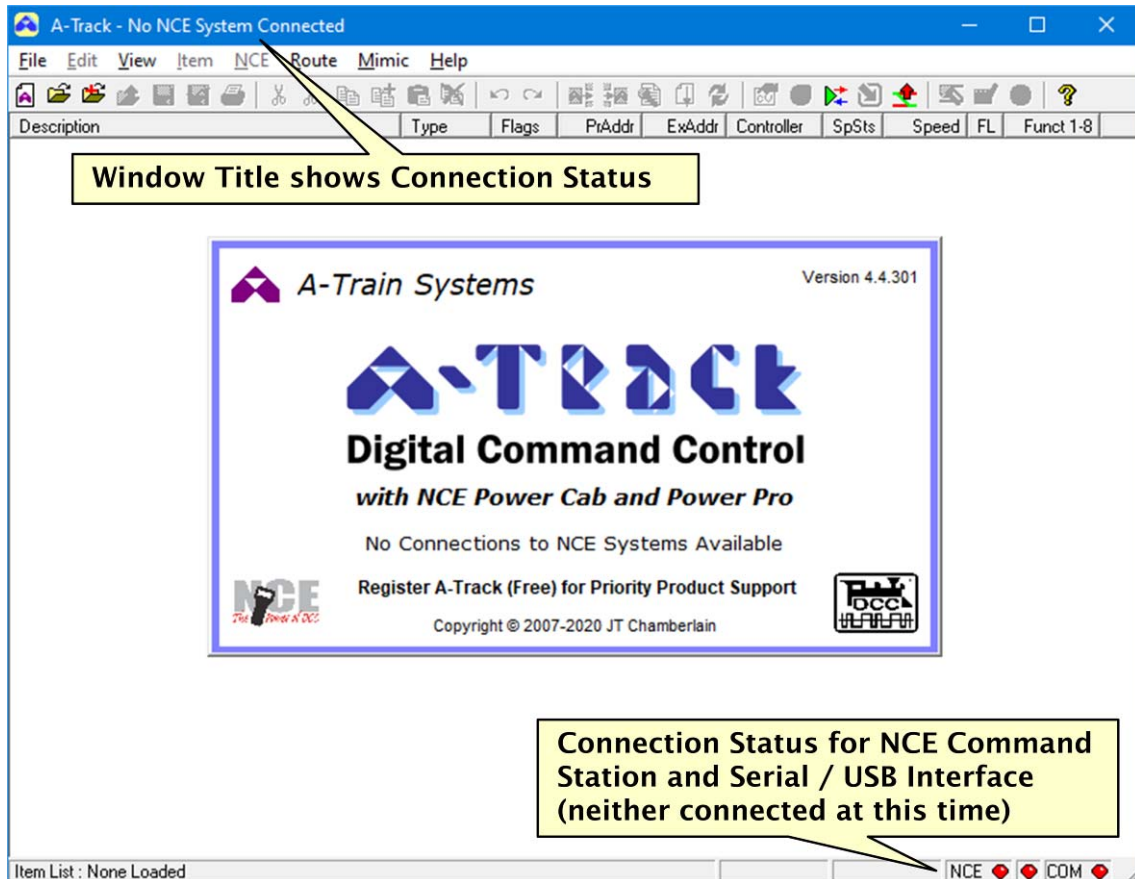 A-Track - No NCE System Connected
File Edit View Item NCE Route Mimic Help
Description Type Flags PrAddr ExAddr Controller SpSts Speed FL Funct 1-8
Window Title shows Connection Status
A-Train Systems
Version 4.4.301
A-TRACK
Digital Command Control
with NCE Power Cab and Power Pro
No Connections to NCE Systems Available
Register A-Track (Free) for Priority Product Support
NCE
The Power of DCC
DCC
Copyright © 2007-2020 JT Chamberlain
Connection Status for NCE Command
Station and Serial / USB Interface
(neither connected at this time)
Item List : None Loaded
NCE COM